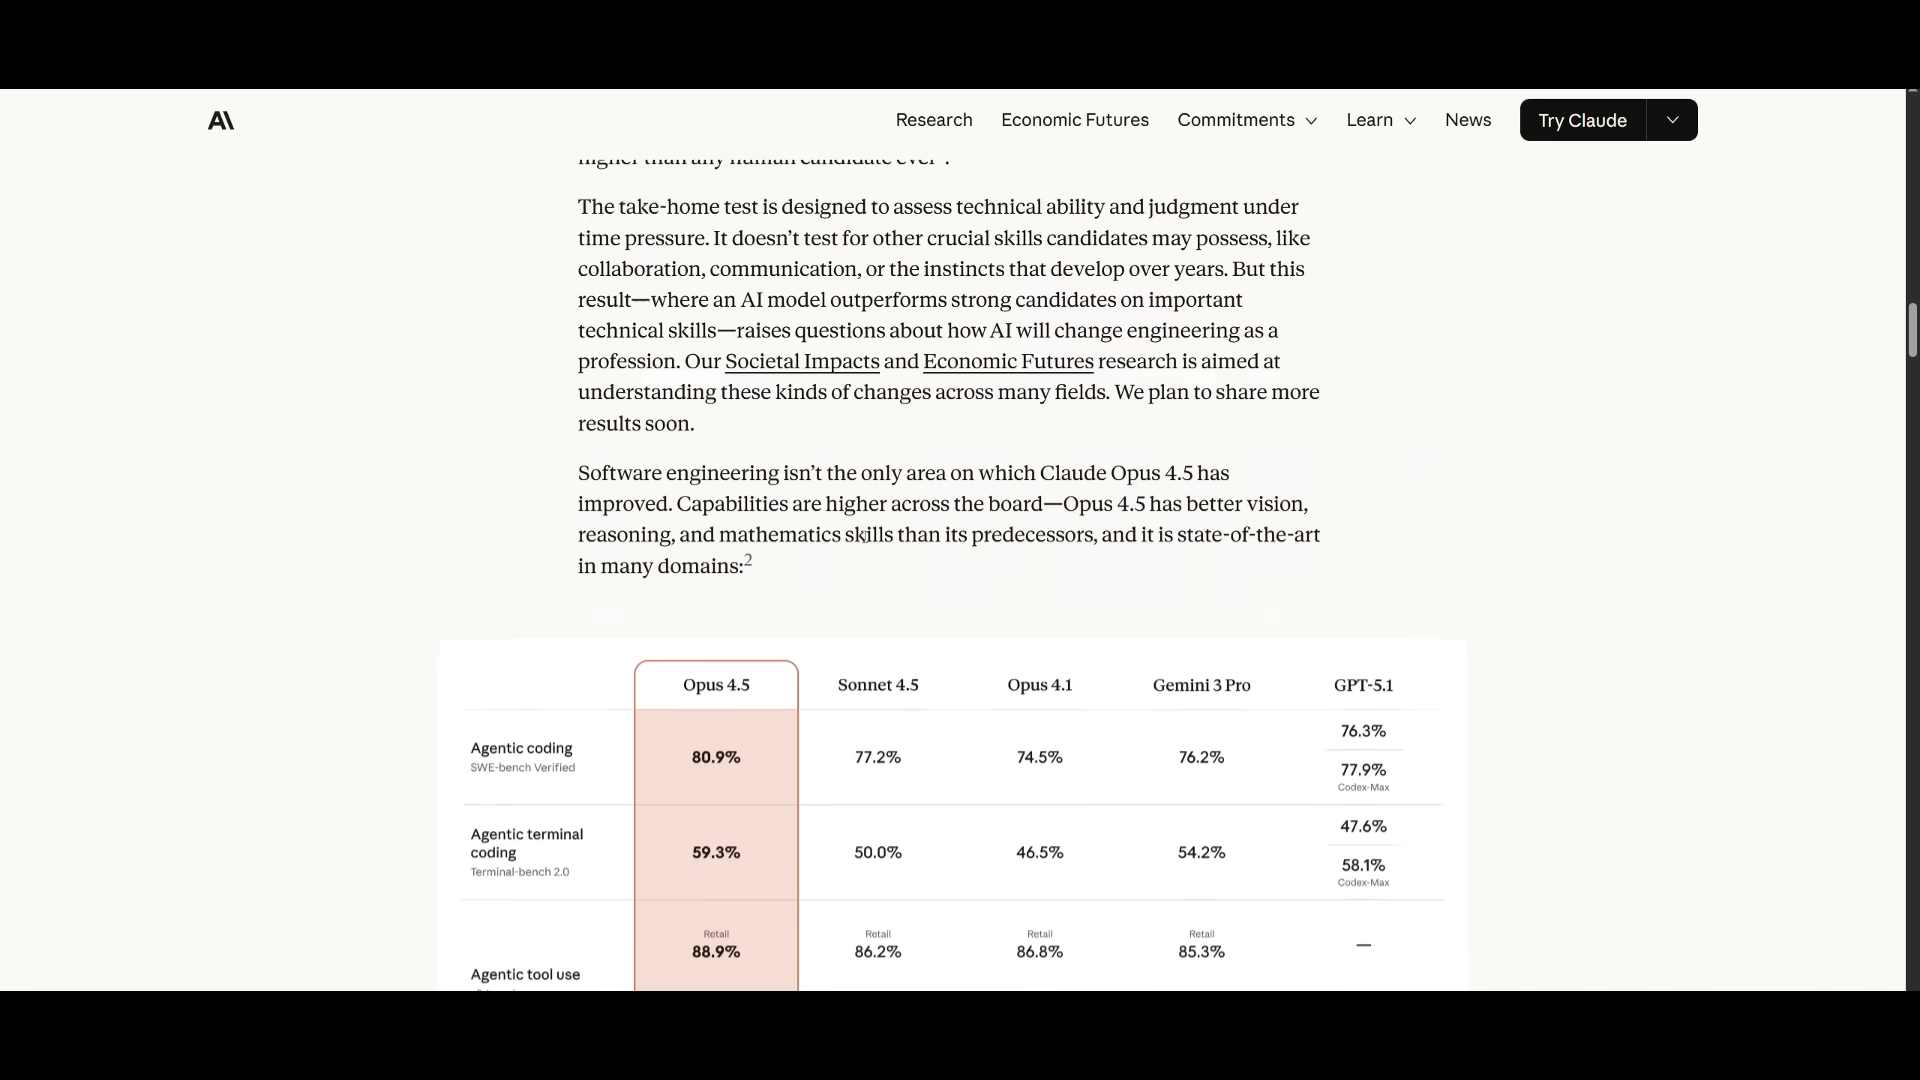 Research Economic Futures Commitments Learn News Try Claude
higher than any human candidate ever .
The take-home test is designed to assess technical ability and judgment under
time pressure. It doesn’t test for other crucial skills candidates may possess, like
collaboration, communication, or the instincts that develop over years. But this
result—where an AI model outperforms strong candidates on important
technical skills—raises questions about how AI will change engineering as a
profession. Our Societal Impacts and Economic Futures research is aimed at
understanding these kinds of changes across many fields. We plan to share more
results soon.
Software engineering isn’t the only area on which Claude Opus 4.5 has
improved. Capabilities are higher across the board—Opus 4.5 has better vision,
reasoning, and mathematics skills than its predecessors, and it is state-of-the-art
in many domains:2
Opus 4.5 Sonnet 4.5 Opus 4.1 Gemini 3 Pro GPT-5.1
Agentic coding
SWE-bench Verified
80.9% 77.2% 74.5% 76.2%
76.3%
77.9%
Codex-Max
Agentic terminal
coding
Terminal-bench 2.0
59.3% 50.0% 46.5% 54.2%
47.6%
58.1%
Codex-Max
Agentic tool use
Retail Retail Retail Retail
88.9% 86.2% 86.8% 85.3% —